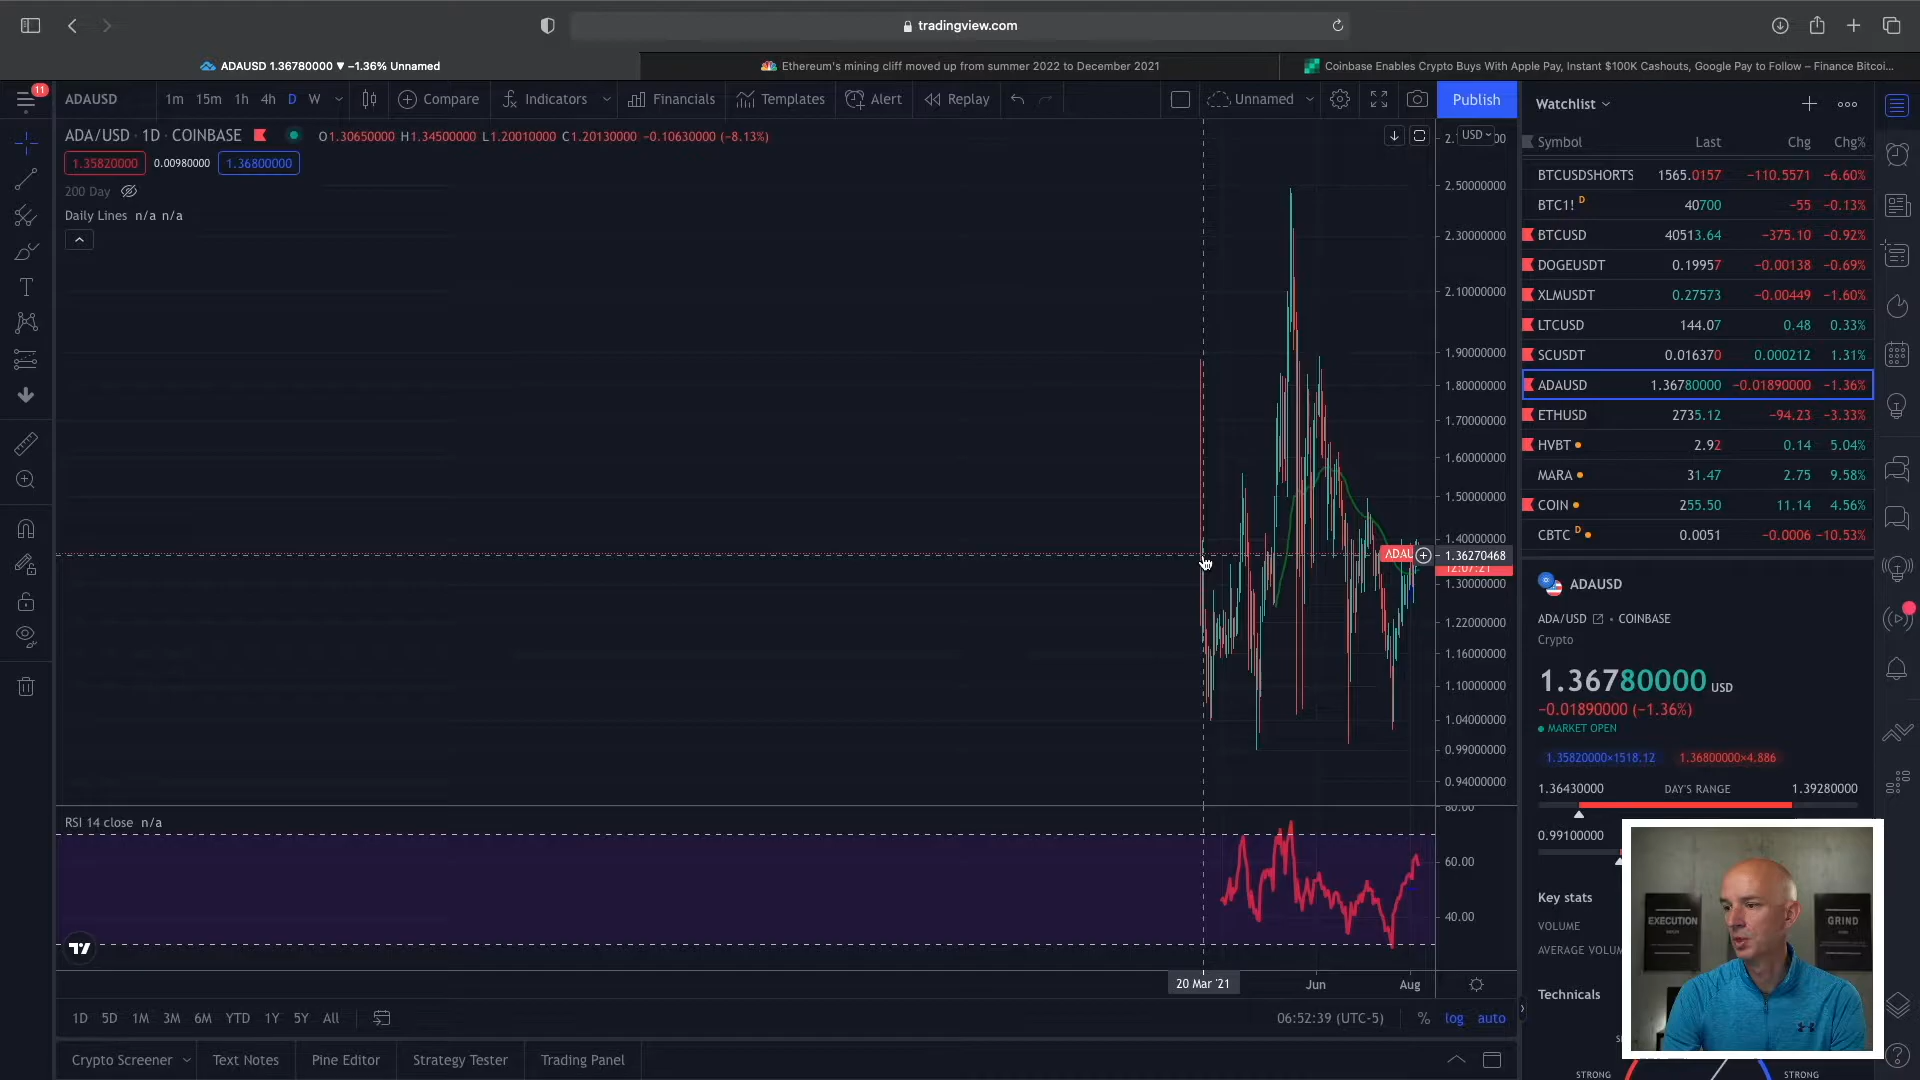 tradingview.com
ADAUSD 1.36780000 ▼ −1.36% Unnamed
Ethereum's mining cliff moved up from summer 2022 to December 2021
Coinbase Enables Crypto Buys With Apple Pay, Instant $100K Cashouts, Google Pay to Follow – Finance Bitcoi...
11
ADAUSD 1m 15m 1h 4h D W Compare Indicators Financials Templates Alert Replay Unnamed Publish
ADA/USD · 1D · COINBASE O1.30650000 H1.34500000 L1.20010000 C1.20130000 −0.10630000 (−8.13%)
1.35820000 0.00980000 1.36800000
200 Day
Daily Lines n/a n/a
USD
2.50000000
2.30000000
2.10000000
1.90000000
1.80000000
1.70000000
1.60000000
1.50000000
1.40000000
ADAU 1.36270468
12:07:21
1.30000000
1.22000000
1.16000000
1.10000000
1.04000000
0.99000000
0.94000000
RSI 14 close n/a
80.00
60.00
40.00
20 Mar '21 Jun Aug
1D 5D 1M 3M 6M YTD 1Y 5Y All 06:52:39 (UTC-5) % log auto
Crypto Screener Text Notes Pine Editor Strategy Tester Trading Panel
Watchlist
Symbol Last Chg Chg%
BTCUSDSHORTS 1565.0157 −110.5571 −6.60%
BTC1! D 40700 −55 −0.13%
BTCUSD 40513.64 −375.10 −0.92%
DOGEUSDT 0.19957 −0.00138 −0.69%
XLMUSDT 0.27573 −0.00449 −1.60%
LTCUSD 144.07 0.48 0.33%
SCUSDT 0.016370 0.000212 1.31%
ADAUSD 1.36780000 −0.01890000 −1.36%
ETHUSD 2735.12 −94.23 −3.33%
HVBT 2.92 0.14 5.04%
MARA 31.47 2.75 9.58%
COIN 255.50 11.14 4.56%
CBTC D 0.0051 −0.0006 −10.53%
ADAUSD
ADA/USD · COINBASE
Crypto
1.36780000 USD
−0.01890000 (−1.36%)
MARKET OPEN
1.35820000×1518.12 1.36800000×4,886
1.36430000 DAY'S RANGE 1.39280000
0.99100000
Key stats
VOLUME
AVERAGE VOLUM
Technicals
EXECUTION
GRIND
STRONG STRONG